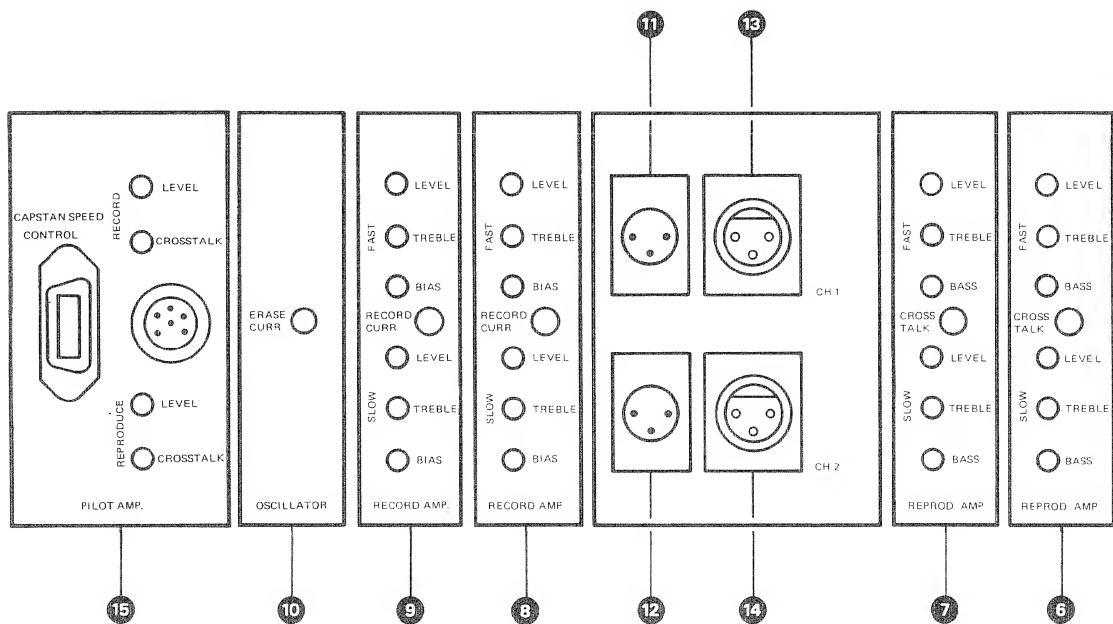 11
13
CAPSTAN SPEED
CONTROL
RECORD
LEVEL
CROSSTALK
REPRODUCE
LEVEL
CROSSTALK
PILOT AMP.
ERASE
CURR
OSCILLATOR
FAST
LEVEL
TREBLE
BIAS
RECORD
CURR.
SLOW
LEVEL
TREBLE
BIAS
RECORD AMP.
FAST
LEVEL
TREBLE
BIAS
RECORD
CURR
SLOW
LEVEL
TREBLE
BIAS
RECORD AMP
CH 1
CH 2
FAST
LEVEL
TREBLE
BASS
CROSS
TALK
SLOW
LEVEL
TREBLE
BASS
REPROD. AMP
FAST
LEVEL
TREBLE
BASS
CROSS
TALK
SLOW
LEVEL
TREBLE
BASS
REPROD AMP
15
10
9
8
12
14
7
6